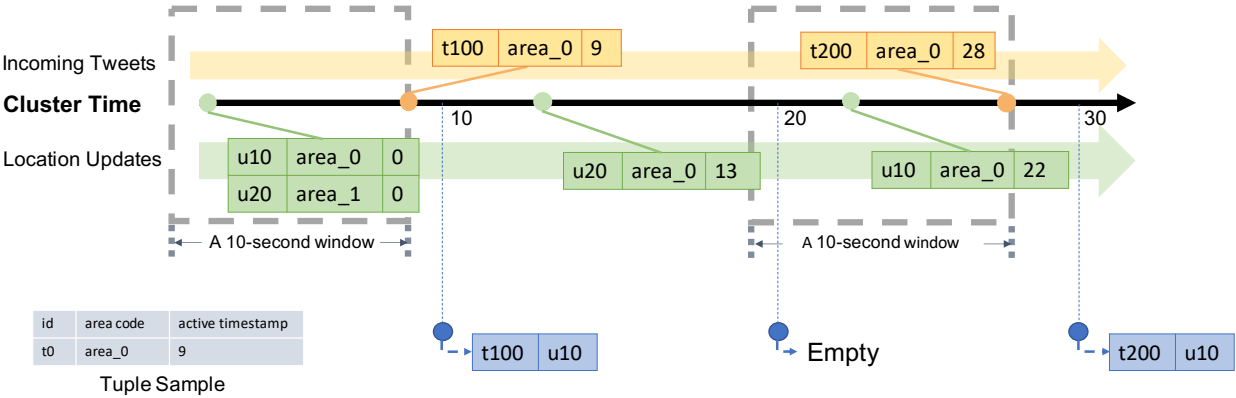 t100 area_0 9
t200 area_0 28
Incoming Tweets
Cluster Time
10
20
30
Location Updates
u10 area_0 0
u20 area_1 0
u20 area_0 13
u10 area_0 22
A 10-second window
A 10-second window
id area code active timestamp
t0 area_0 9
Tuple Sample
t100 u10
Empty
t200 u10